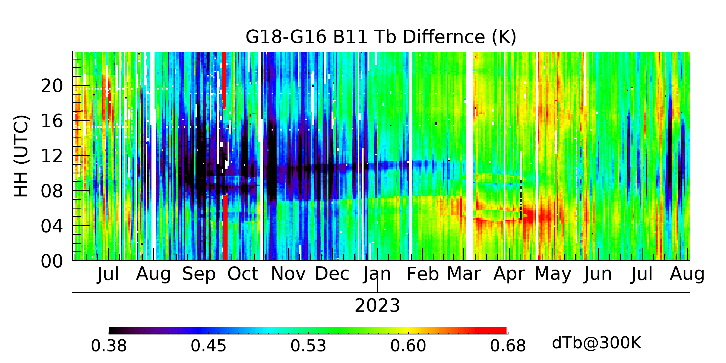 G18-G16 B11 Tb Differnce (K)
HH (UTC)
20
16
12
08
04
00
Jul Aug Sep Oct Nov Dec Jan Feb Mar Apr May Jun Jul Aug
2023
0.38 0.45 0.53 0.60 0.68 dTb@300K